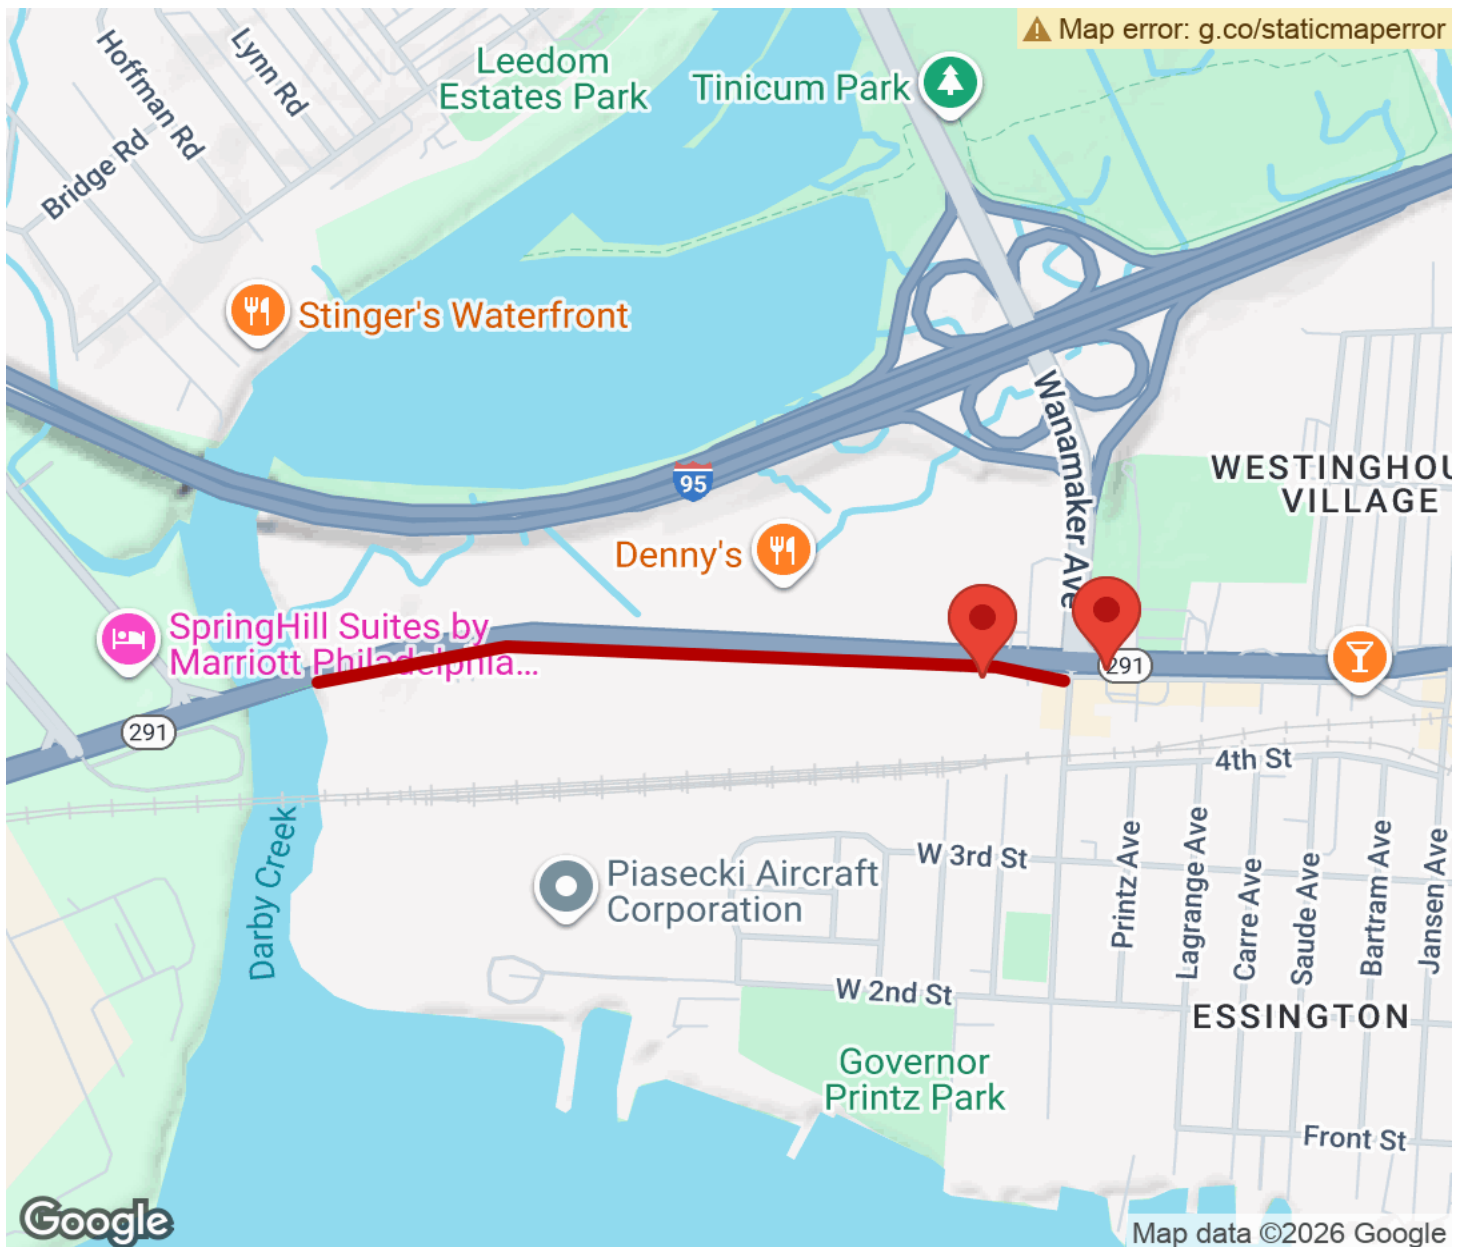 Map error: g.co/staticmaperror
Hoffman Rd
Lynn Rd
Bridge Rd
Leedom
Estates Park
Tinicum Park
Stinger's Waterfront
95
Wanamaker Ave
WESTINGHOU
VILLAGE
Denny's
SpringHill Suites by
Marriott Philadelphia...
291
291
4th St
Darby Creek
Piasecki Aircraft
Corporation
W 3rd St
Printz Ave
Lagrange Ave
Carre Ave
Saude Ave
Bartram Ave
Jansen Ave
W 2nd St
ESSINGTON
Governor
Printz Park
Front St
Google
Map data ©2026 Google